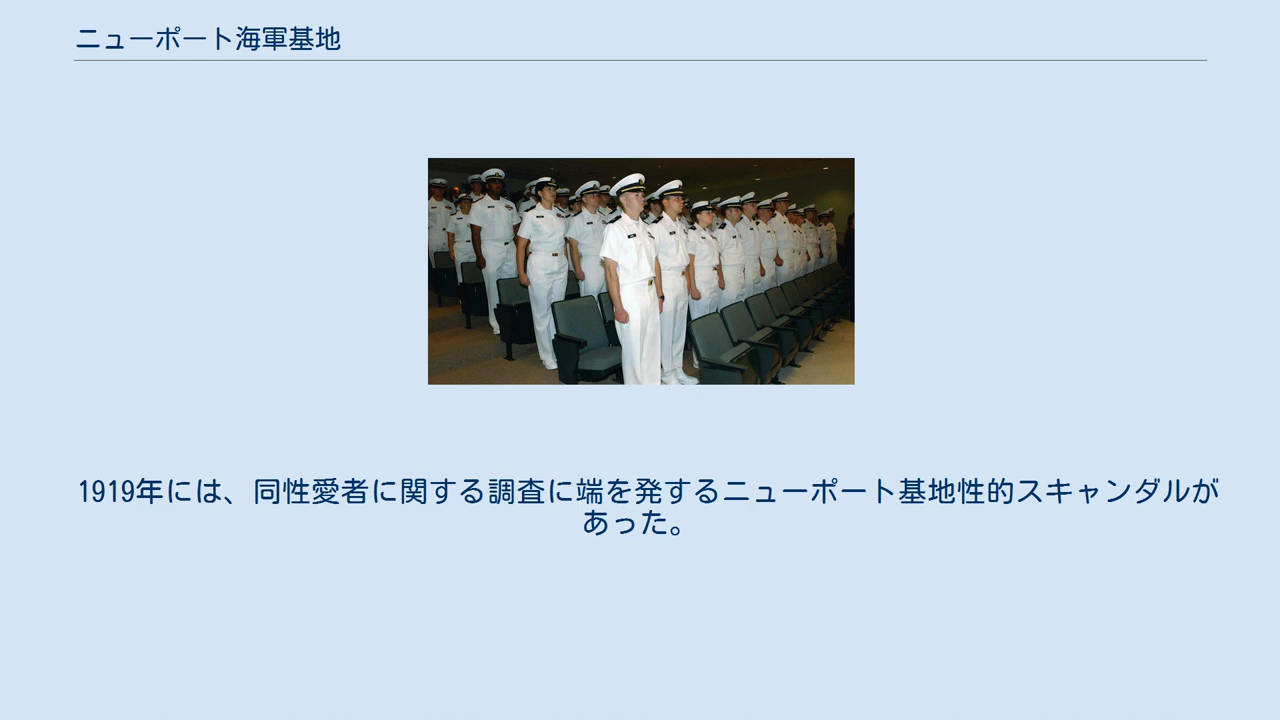 ニューポート海軍基地
1919年には、同性愛者に関する調査に端を発するニューポート基地性的スキャンダルが
あった。